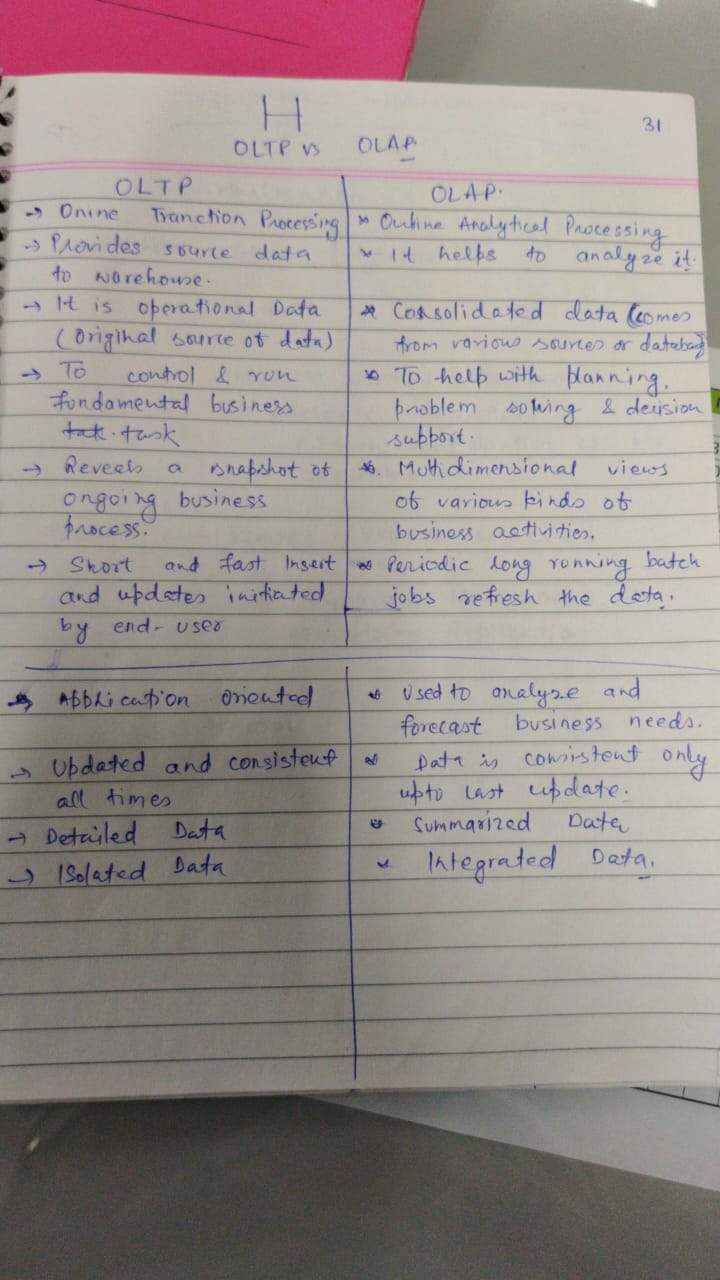 H
31
OLTP vs OLAP.
OLTP
→ Onine Tranction Processing
→ Provides source data
to warehouse.
→ It is operational Data
(Original source of data)
→ To control & run
fundamental business
tak. task
→ Reveals a snapshot of
ongoing business
process.
→ Short and fast Insert
and updates initiated
by end-user
→ Application oriented
→ Updated and consistent
all times
→ Detailed Data
→ Isolated Data
OLAP.
* Online Analytical Processing
* It helps to analyze it.
* Consolidated data (comes
from various sources or databag
* To help with planning,
problem solving & decision
support.
*. Multidimensional views
of various kinds of
business activities.
* Periodic long running batch
jobs refresh the data.
* Used to analyze and
forecast business needs.
* Data is consistent only
upto last update.
* Summarized Data
* Integrated Data.